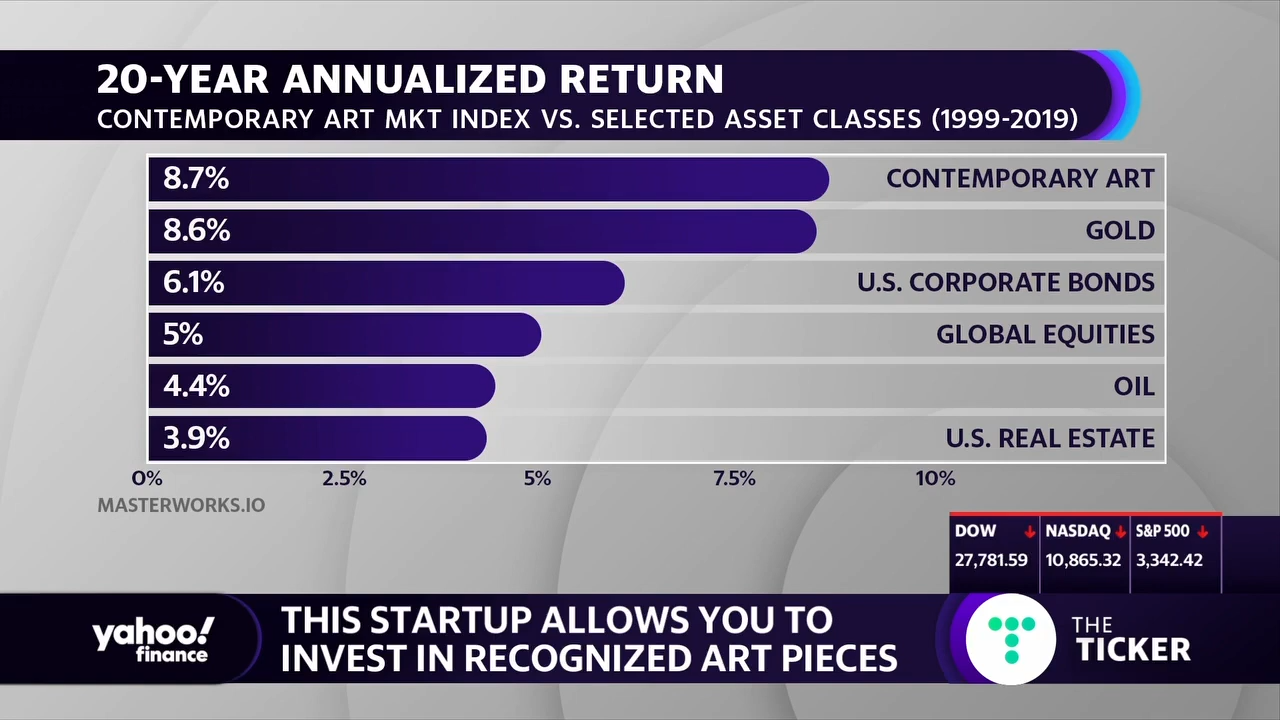 20-YEAR ANNUALIZED RETURN
CONTEMPORARY ART MKT INDEX VS. SELECTED ASSET CLASSES (1999-2019)
8.7% CONTEMPORARY ART
8.6% GOLD
6.1% U.S. CORPORATE BONDS
5% GLOBAL EQUITIES
4.4% OIL
3.9% U.S. REAL ESTATE
0% 2.5% 5% 7.5% 10%
MASTERWORKS.IO
DOW NASDAQ S&P 500
27,781.59 10,865.32 3,342.42
yahoo!
finance
THIS STARTUP ALLOWS YOU TO
INVEST IN RECOGNIZED ART PIECES
THE
TICKER